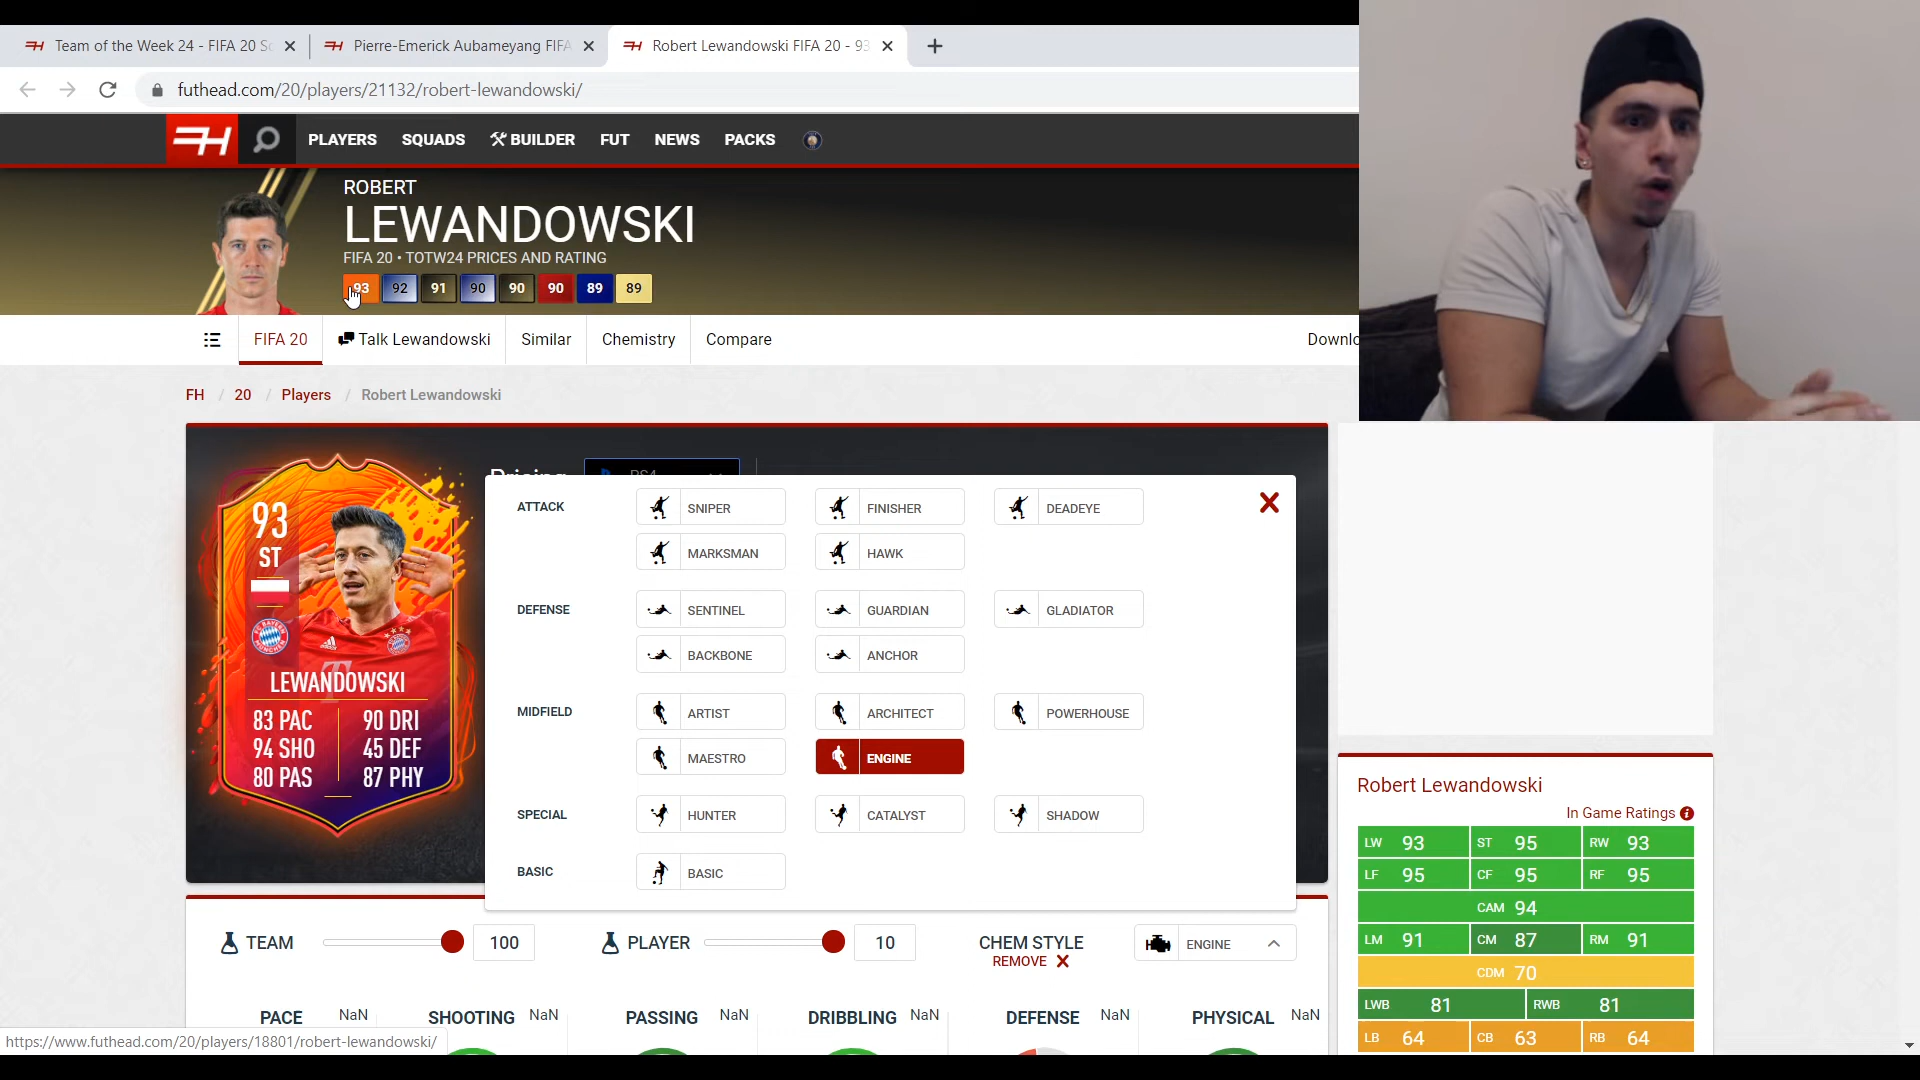 Team of the Week 24 - FIFA 20 Sc
Pierre-Emerick Aubameyang FIFA
Robert Lewandowski FIFA 20 - 93
futhead.com/20/players/21132/robert-lewandowski/
PLAYERS SQUADS BUILDER FUT NEWS PACKS
ROBERT
LEWANDOWSKI
FIFA 20 • TOTW24 PRICES AND RATING
93 92 91 90 90 90 89 89
FIFA 20 Talk Lewandowski Similar Chemistry Compare Downlo
FH / 20 / Players / Robert Lewandowski
Pricing PS4
93
ST
LEWANDOWSKI
83 PAC 90 DRI
94 SHO 45 DEF
80 PAS 87 PHY
ATTACK SNIPER FINISHER DEADEYE
MARKSMAN HAWK
DEFENSE SENTINEL GUARDIAN GLADIATOR
BACKBONE ANCHOR
MIDFIELD ARTIST ARCHITECT POWERHOUSE
MAESTRO ENGINE
SPECIAL HUNTER CATALYST SHADOW
BASIC BASIC
TEAM 100 PLAYER 10 CHEM STYLE ENGINE
REMOVE X
PACE NaN SHOOTING NaN PASSING NaN DRIBBLING NaN DEFENSE NaN PHYSICAL NaN
https://www.futhead.com/20/players/18801/robert-lewandowski/
Robert Lewandowski
In Game Ratings
LW 93 ST 95 RW 93
LF 95 CF 95 RF 95
CAM 94
LM 91 CM 87 RM 91
CDM 70
LWB 81 RWB 81
LB 64 CB 63 RB 64